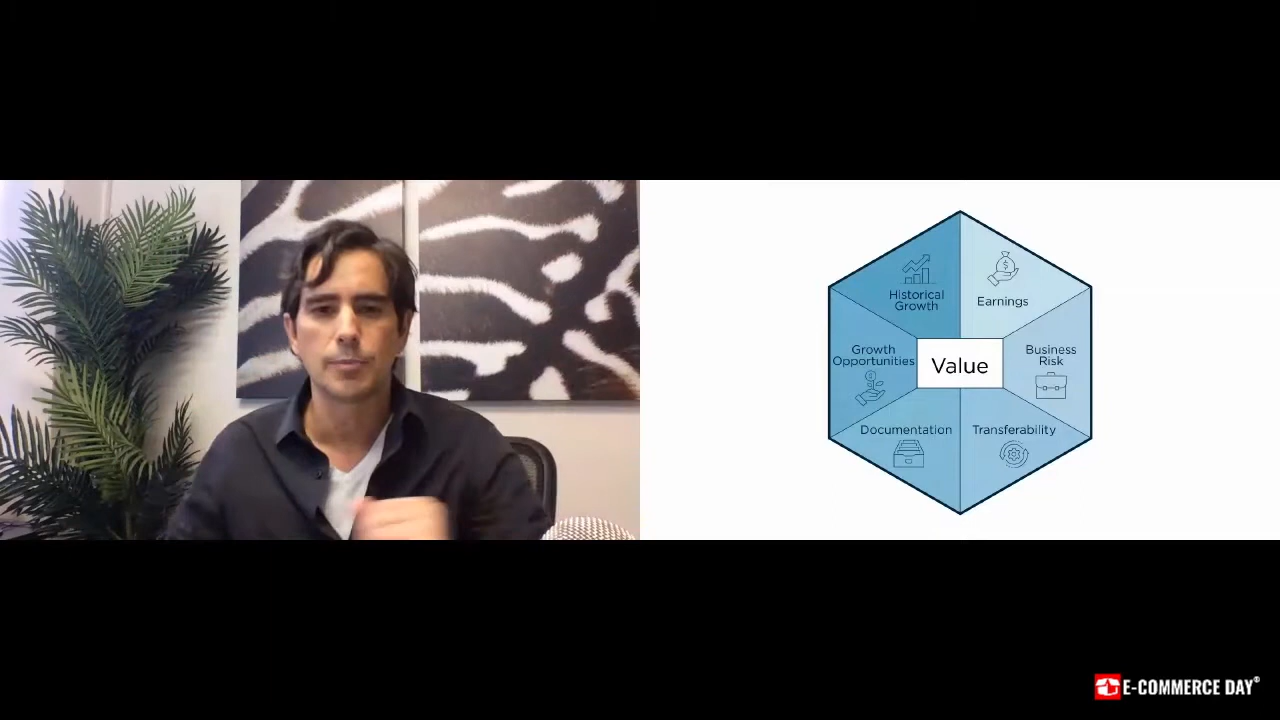 Historical
Growth
Earnings
Growth
Opportunities
Value
Business
Risk
Documentation
Transferability
E-COMMERCE DAY®